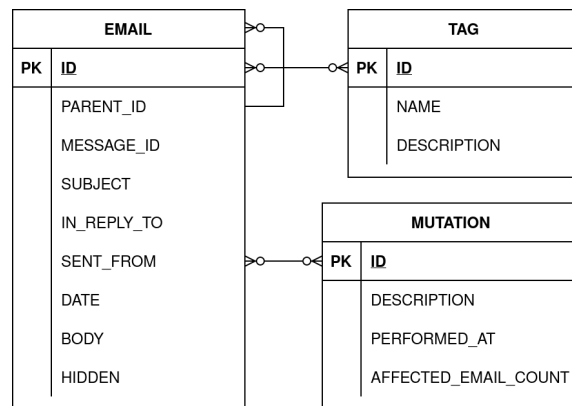 EMAIL
PK ID
PARENT_ID
MESSAGE_ID
SUBJECT
IN_REPLY_TO
SENT_FROM
DATE
BODY
HIDDEN
TAG
PK ID
NAME
DESCRIPTION
MUTATION
PK ID
DESCRIPTION
PERFORMED_AT
AFFECTED_EMAIL_COUNT